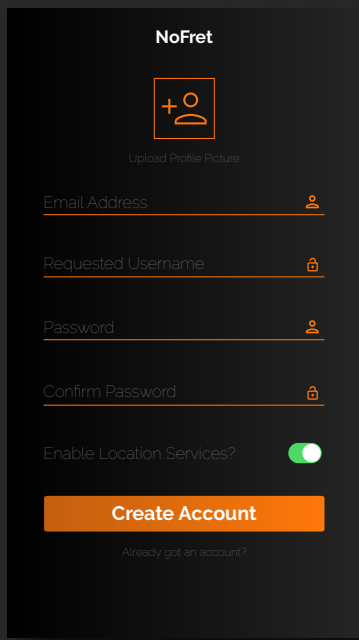 NoFret
Upload Profile Picture
Email Address
Requested Username
Password
Confirm Password
Enable Location Services?
Create Account
Already got an account?